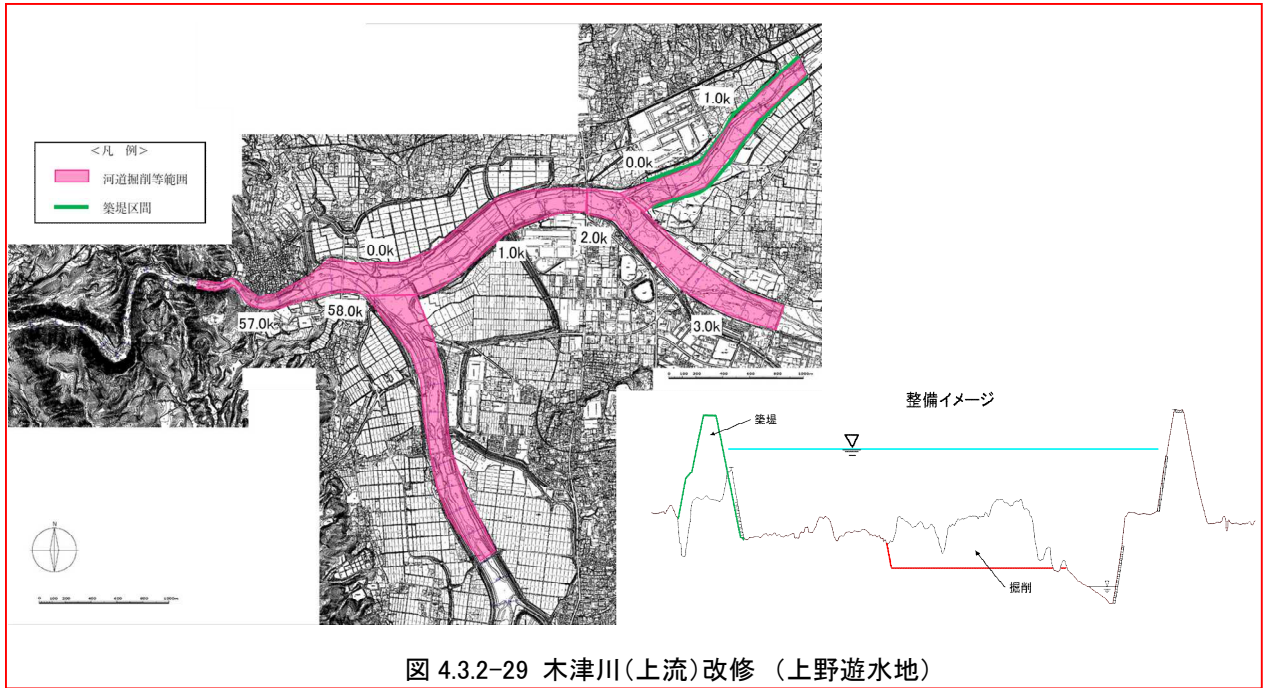 <凡 例>
河道掘削等範囲
築堤区間
1.0k
0.0k
2.0k
0.0k
1.0k
58.0k
57.0k
3.0k
N
整備イメージ
築堤
掘削
図 4.3.2-29 木津川(上流)改修 (上野遊水地)